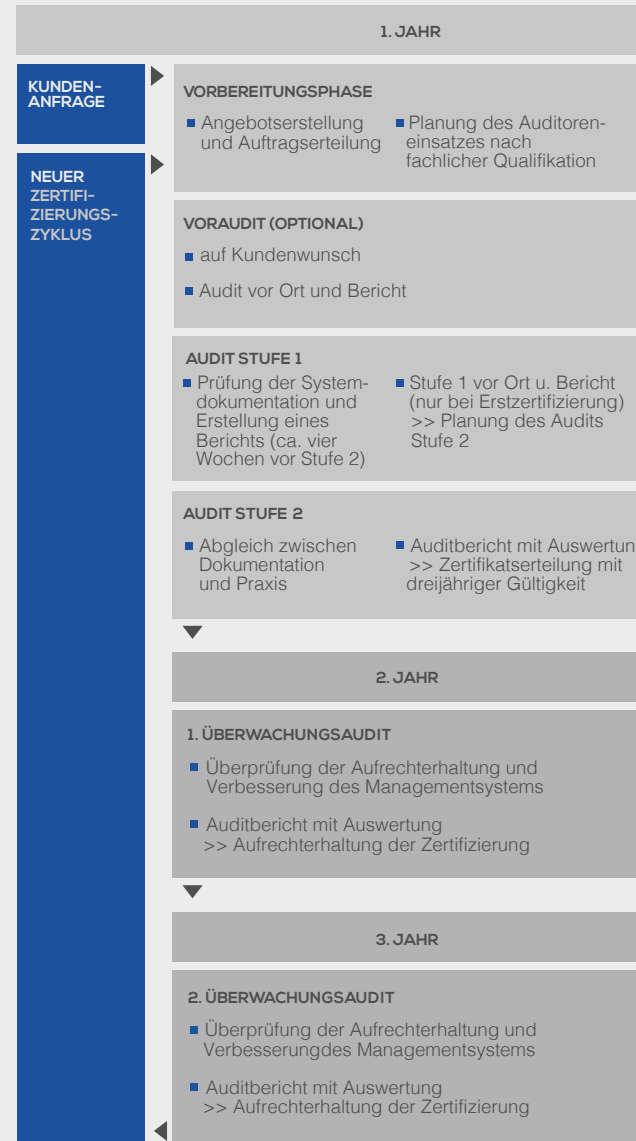 1. JAHR
KUNDEN-
ANFRAGE
NEUER
ZERTIFI-
ZIERUNGS-
ZYKLUS
VORBEREITUNGSPHASE
Angebotserstellung
und Auftragserteilung
Planung des Auditoren-
einsatzes nach
fachlicher Qualifikation
VORAUDIT (OPTIONAL)
auf Kundenwunsch
Audit vor Ort und Bericht
AUDIT STUFE 1
Prüfung der System-
dokumentation und
Erstellung eines
Berichts (ca. vier
Wochen vor Stufe 2)
Stufe 1 vor Ort u. Bericht
(nur bei Erstzertifizierung)
>> Planung des Audits
Stufe 2
AUDIT STUFE 2
Abgleich zwischen
Dokumentation
und Praxis
Auditbericht mit Auswertun
>> Zertifikatserteilung mit
dreijähriger Gültigkeit
2. JAHR
1. ÜBERWACHUNGSAUDIT
Überprüfung der Aufrechterhaltung und
Verbesserung des Managementsystems
Auditbericht mit Auswertung
>> Aufrechterhaltung der Zertifizierung
3. JAHR
2. ÜBERWACHUNGSAUDIT
Überprüfung der Aufrechterhaltung und
Verbesserungdes Managementsystems
Auditbericht mit Auswertung
>> Aufrechterhaltung der Zertifizierung